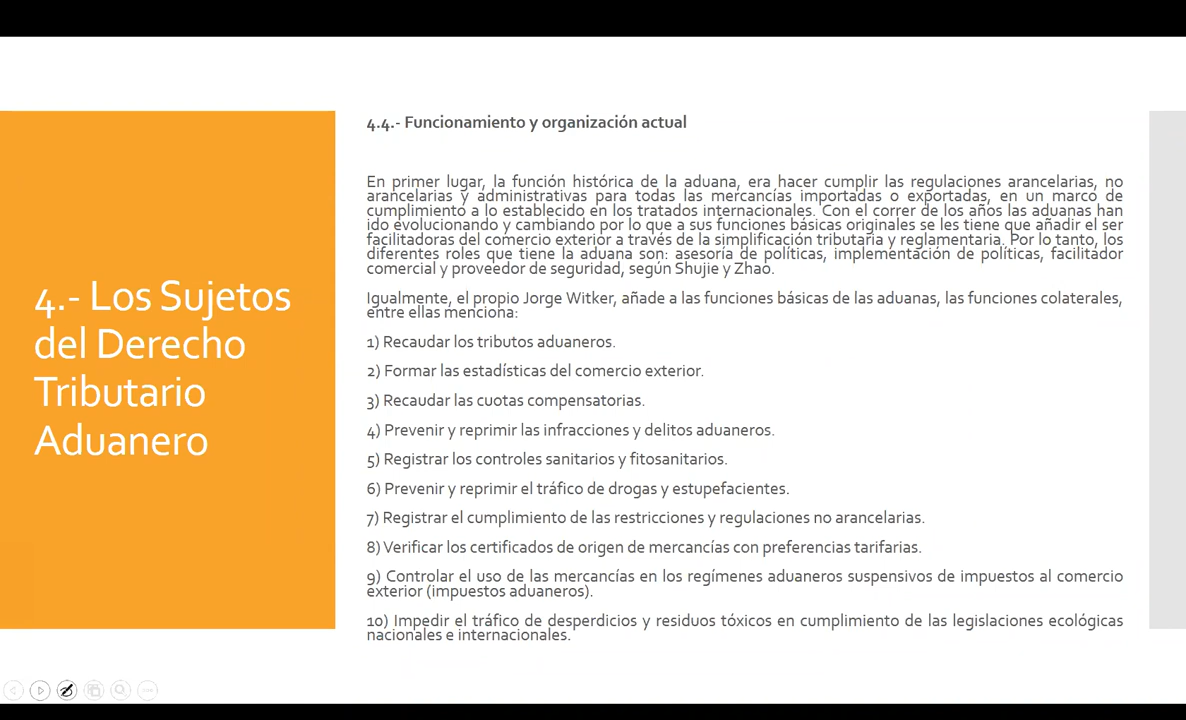 4.- Los Sujetos
del Derecho
Tributario
Aduanero
4.4.- Funcionamiento y organización actual
En primer lugar, la función histórica de la aduana, era hacer cumplir las regulaciones arancelarias, no
arancelarias y administrativas para todas las mercancías importadas o exportadas, en un marco de
cumplimiento a lo establecido en los tratados internacionales. Con el correr de los años las aduanas han
ido evolucionando y cambiando por lo que a sus funciones básicas originales se les tiene que añadir el ser
facilitadoras del comercio exterior a través de la simplificación tributaria y reglamentaria. Por lo tanto, los
diferentes roles que tiene la aduana son: asesoría de políticas, implementación de políticas, facilitador
comercial y proveedor de seguridad, según Shujie y Zhao.
Igualmente, el propio Jorge Witker, añade a las funciones básicas de las aduanas, las funciones colaterales,
entre ellas menciona:
1) Recaudar los tributos aduaneros.
2) Formar las estadísticas del comercio exterior.
3) Recaudar las cuotas compensatorias.
4) Prevenir y reprimir las infracciones y delitos aduaneros.
5) Registrar los controles sanitarios y fitosanitarios.
6) Prevenir y reprimir el tráfico de drogas y estupefacientes.
7) Registrar el cumplimiento de las restricciones y regulaciones no arancelarias.
8) Verificar los certificados de origen de mercancías con preferencias tarifarias.
9) Controlar el uso de las mercancías en los regímenes aduaneros suspensivos de impuestos al comercio
exterior (impuestos aduaneros).
10) Impedir el tráfico de desperdicios y residuos tóxicos en cumplimiento de las legislaciones ecológicas
nacionales e internacionales.